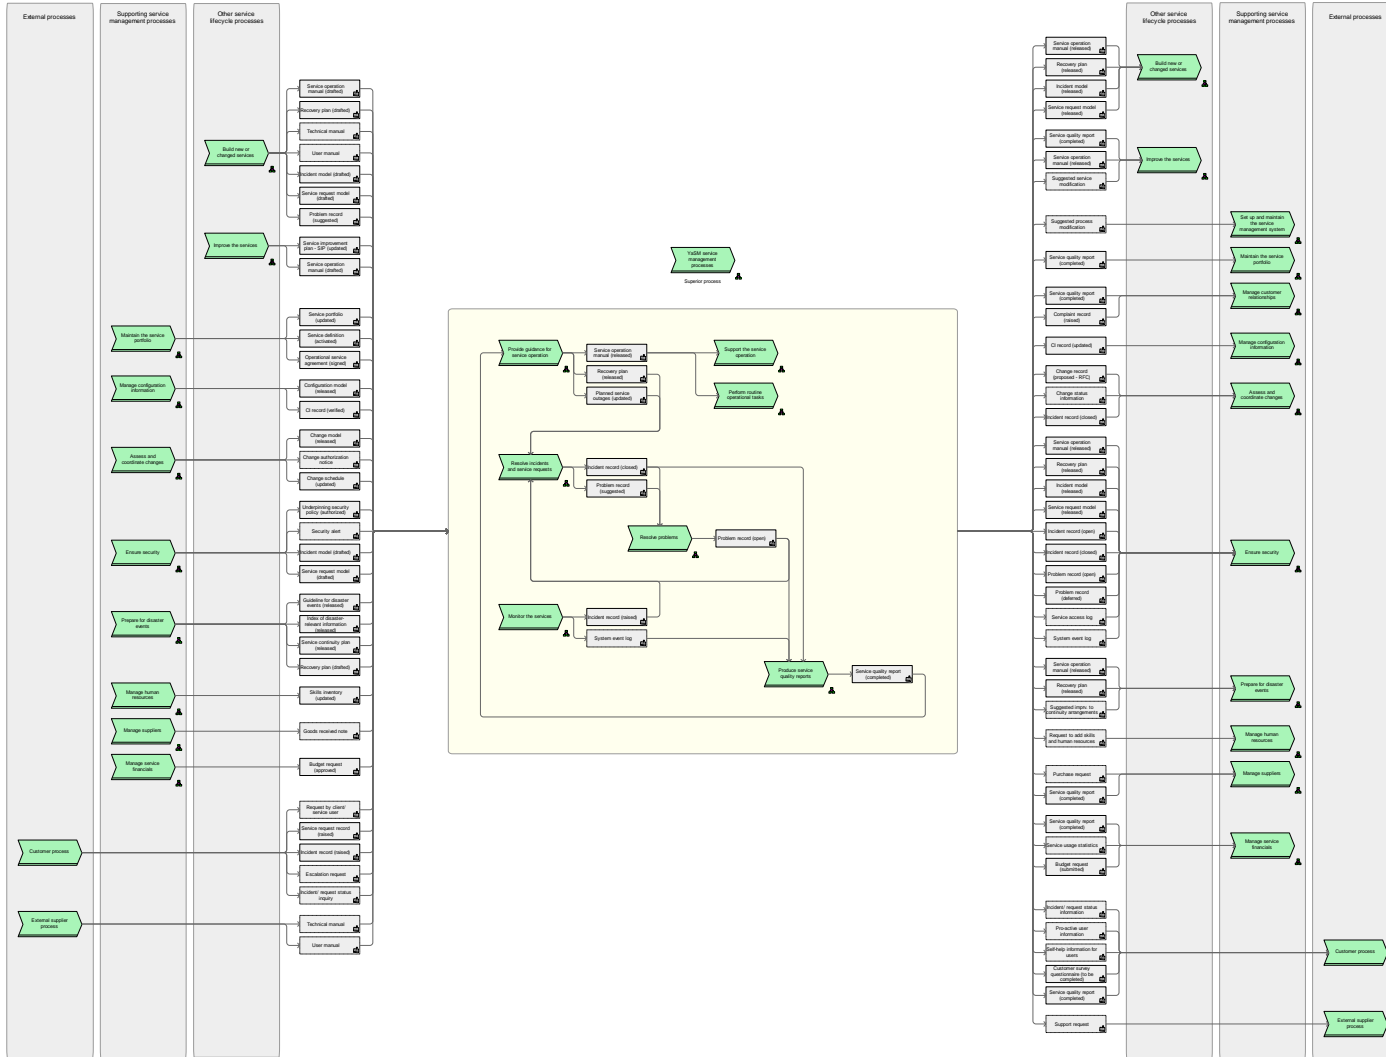 External processes
Supporting service
management processes
Other service
lifecycle processes
Service operation
manual (drafted)
Recovery plan (drafted)
Technical manual
Build new or
changed services
User manual
Incident model (drafted)
Service request model
(drafted)
Problem record
(suggested)
Improve the services
Service improvement
plan - SIP (updated)
Service operation
manual (drafted)
Service portfolio
(updated)
Maintain the service
portfolio
Service definition
(activated)
Operational service
agreement (signed)
Manage configuration
information
Configuration model
(released)
CI record (verified)
Change model
(released)
Assess and
coordinate changes
Change authorization
notice
Change schedule
(updated)
Underpinning security
policy (authorized)
Security alert
Ensure security
Incident model (drafted)
Service request model
(drafted)
Guideline for disaster
events (released)
Prepare for disaster
events
Index of disaster-
relevant information
(released)
Service continuity plan
(released)
Recovery plan (drafted)
Manage human
resources
Skills inventory
(updated)
Manage suppliers
Goods received note
Manage service
financials
Budget request
(approved)
Request by client/
service user
Service request record
(raised)
Customer process
Incident record (raised)
Escalation request
Incident/ request status
inquiry
External supplier
process
Technical manual
User manual
YaSM service
management
processes
Superior process
Provide guidance for
service operation
Service operation
manual (released)
Support the service
operation
Recovery plan
(released)
Planned service
outages (updated)
Perform routine
operational tasks
Resolve incidents
and service requests
Incident record (closed)
Problem record
(suggested)
Resolve problems
Problem record (open)
Monitor the services
Incident record (raised)
System event log
Produce service
quality reports
Service quality report
(completed)
Other service
lifecycle processes
Supporting service
management processes
External processes
Service operation
manual (released)
Recovery plan
(released)
Build new or
changed services
Incident model
(released)
Service request model
(released)
Service quality report
(completed)
Service operation
manual (released)
Improve the services
Suggested service
modification
Suggested process
modification
Set up and maintain
the service
management system
Service quality report
(completed)
Maintain the service
portfolio
Service quality report
(completed)
Manage customer
relationships
Complaint record
(raised)
CI record (updated)
Manage configuration
information
Change record
(proposed - RFC)
Change status
information
Assess and
coordinate changes
Incident record (closed)
Service operation
manual (released)
Recovery plan
(released)
Incident model
(released)
Service request model
(released)
Incident record (open)
Incident record (closed)
Ensure security
Problem record (open)
Problem record
(deferred)
Service access log
System event log
Service operation
manual (released)
Recovery plan
(released)
Prepare for disaster
events
Suggested imprv. to
continuity arrangements
Request to add skills
and human resources
Manage human
resources
Purchase request
Manage suppliers
Service quality report
(completed)
Service quality report
(completed)
Service usage statistics
Manage service
financials
Budget request
(submitted)
Incident/ request status
information
Pro-active user
information
Self-help information for
users
Customer process
Customer survey
questionnaire (to be
completed)
Service quality report
(completed)
Support request
External supplier
process